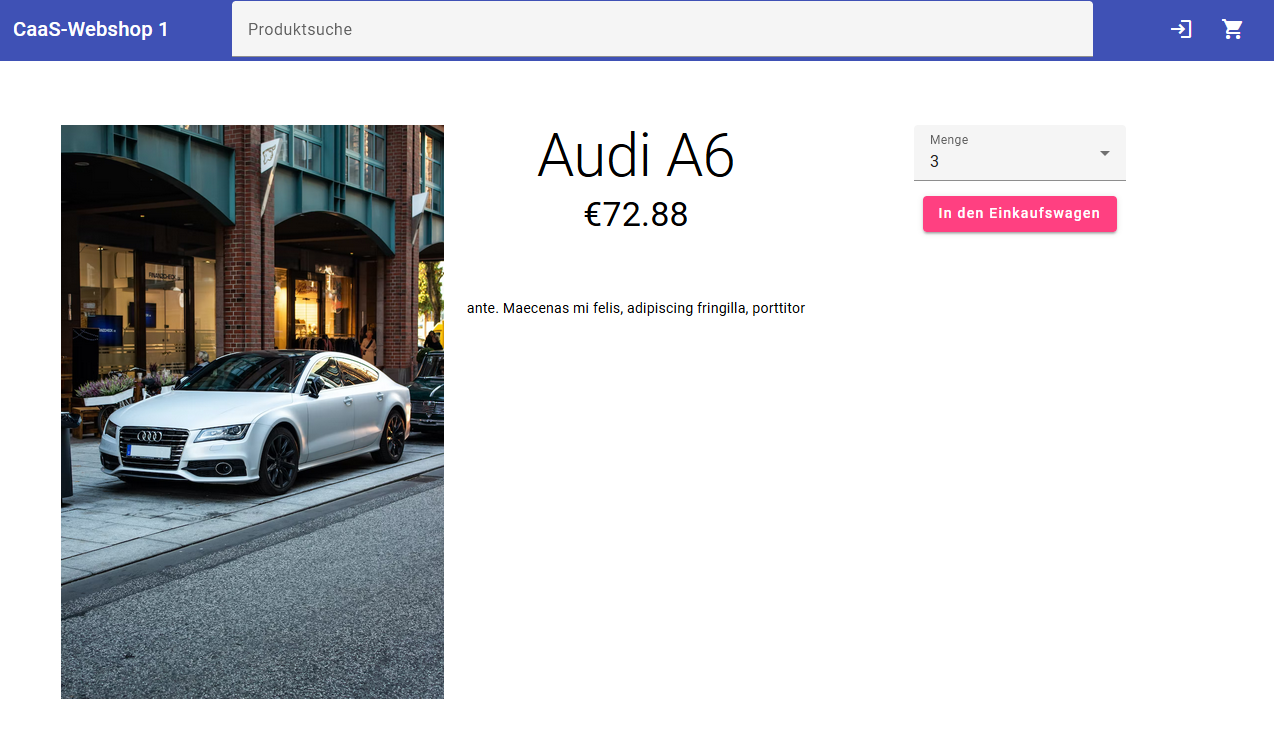 CaaS-Webshop 1
Produktsuche
Audi A6
€72.88
ante. Maecenas mi felis, adipiscing fringilla, porttitor
Menge
3
In den Einkaufswagen